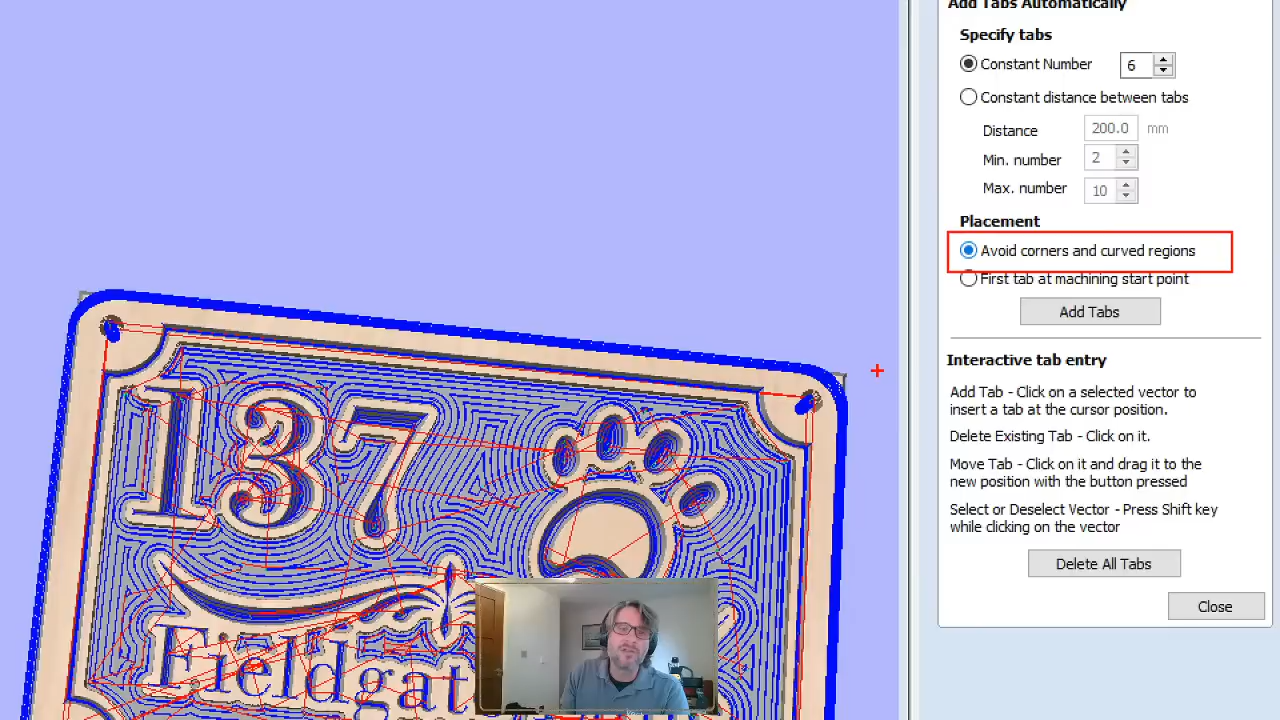 Add Tabs Automatically
Specify tabs
Constant Number 6
Constant distance between tabs
Distance 200.0 mm
Min. number 2
Max. number 10
Placement
Avoid corners and curved regions
First tab at machining start point
Add Tabs
Interactive tab entry
Add Tab - Click on a selected vector to
insert a tab at the cursor position.
Delete Existing Tab - Click on it.
Move Tab - Click on it and drag it to the
new position with the button pressed
Select or Deselect Vector - Press Shift key
while clicking on the vector
Delete All Tabs
Close
137
Fieldgat